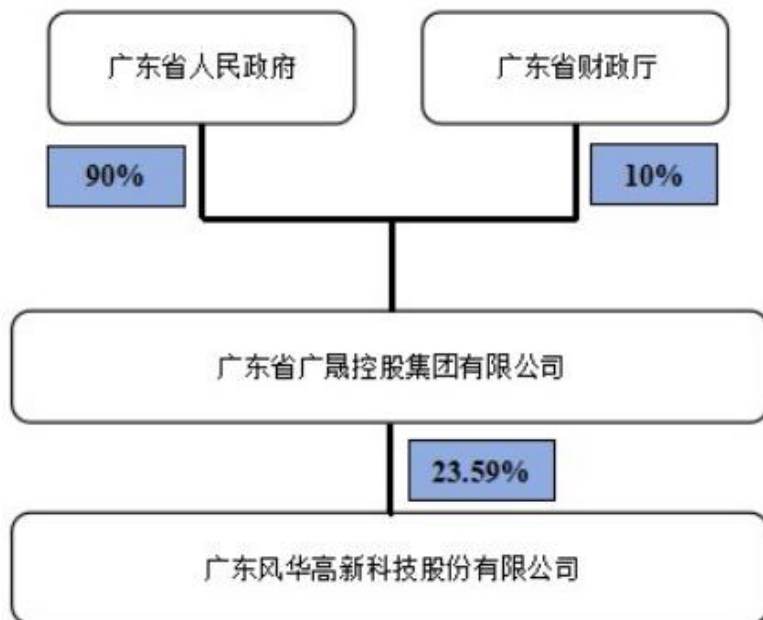 广东省人民政府
广东省财政厅
90%
10%
广东省广晟控股集团有限公司
23.59%
广东风华高新科技股份有限公司